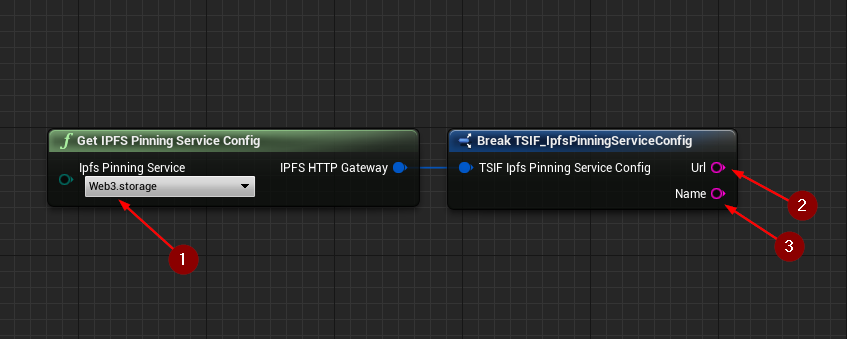 f Get IPFS Pinning Service Config
Ipfs Pinning Service
IPFS HTTP Gateway
Web3.storage
Break TSIF_IpfsPinningServiceConfig
TSIF Ipfs Pinning Service Config
Url
Name
1
2
3